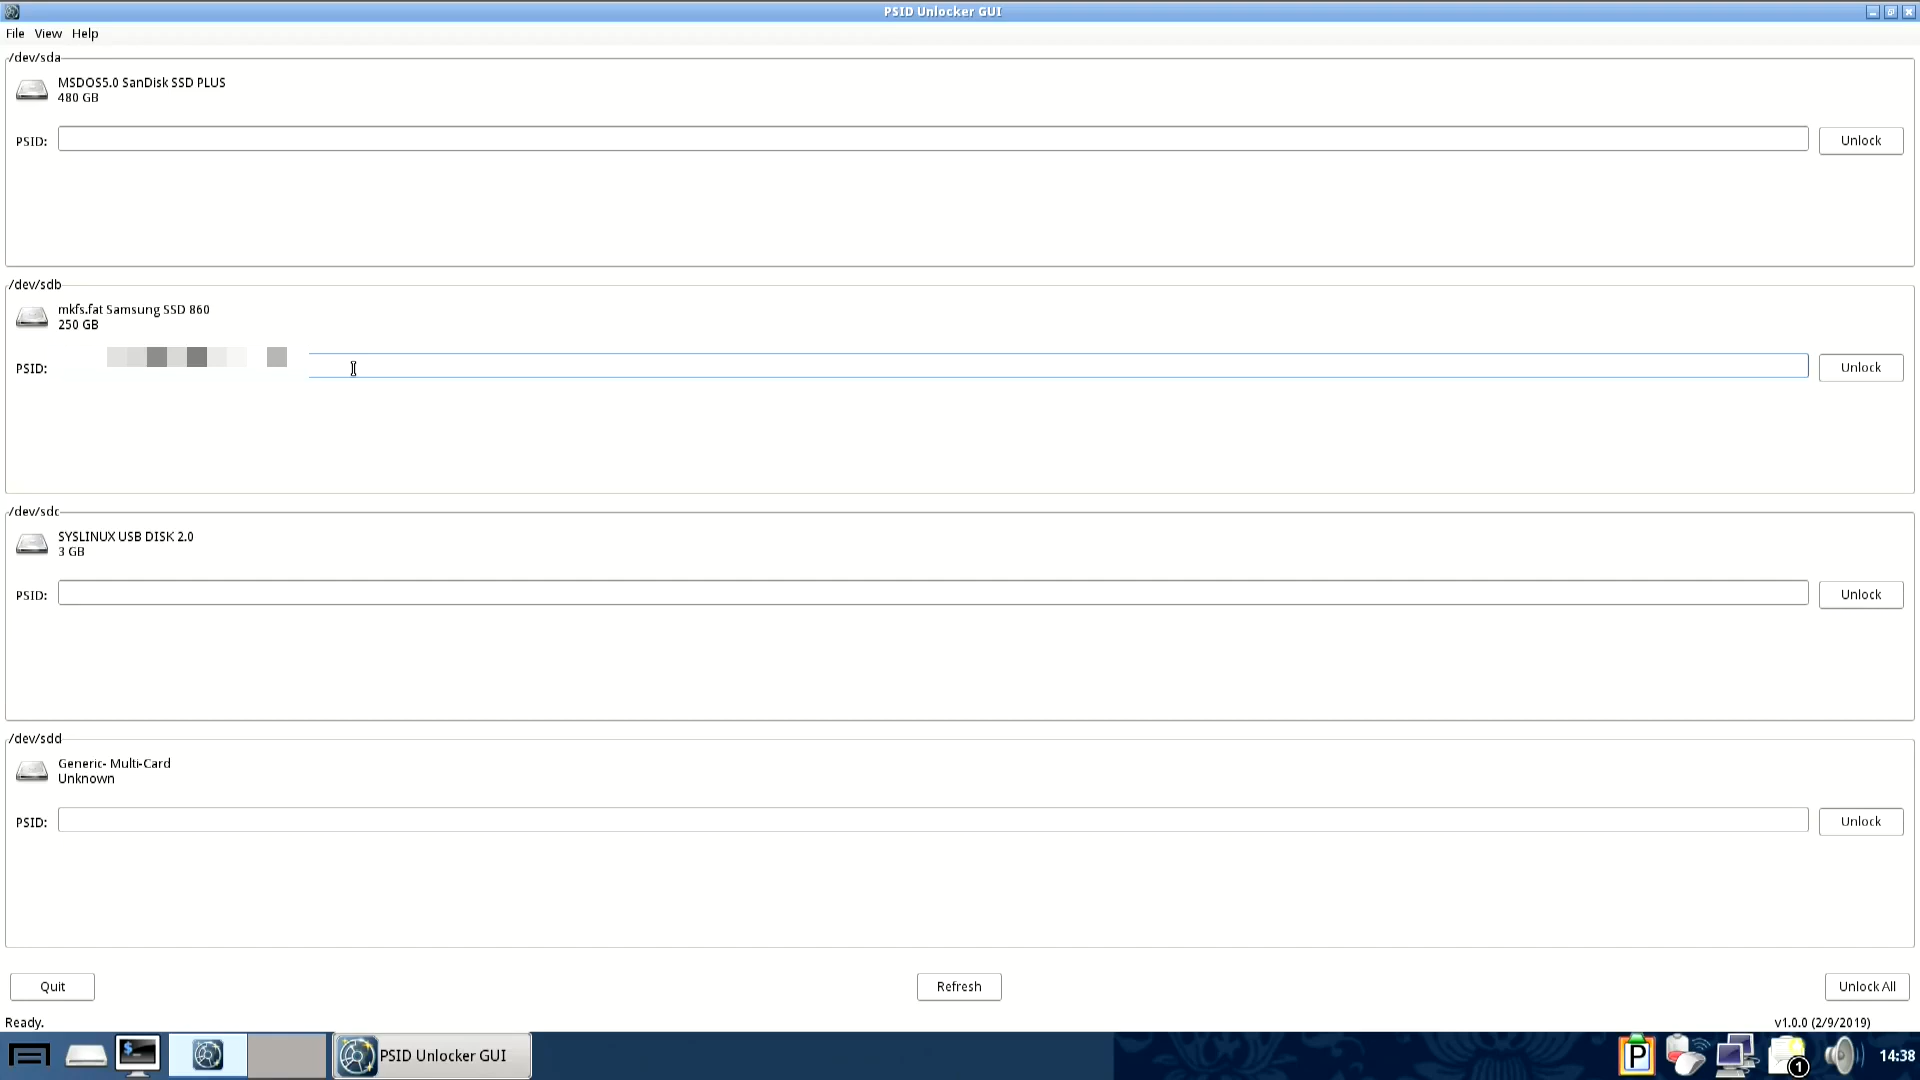 PSID Unlocker GUI
File View Help
/dev/sda
MSDOS5.0 SanDisk SSD PLUS
480 GB
PSID:
Unlock
/dev/sdb
mkfs.fat Samsung SSD 860
250 GB
PSID:
Unlock
/dev/sdc
SYSLINUX USB DISK 2.0
3 GB
PSID:
Unlock
/dev/sdd
Generic- Multi-Card
Unknown
PSID:
Unlock
Quit Refresh Unlock All
Ready. v1.0.0 (2/9/2019)
$_ PSID Unlocker GUI P 1 14:38